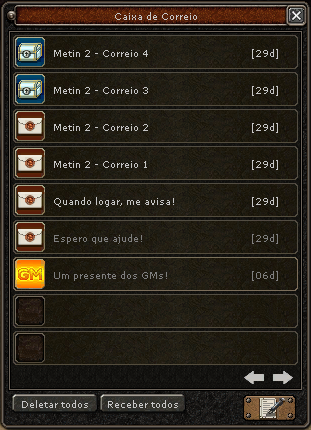 Caixa de Correio
Metin 2 - Correio 4 [29d]
Metin 2 - Correio 3 [29d]
Metin 2 - Correio 2 [29d]
Metin 2 - Correio 1 [29d]
Quando logar, me avisa! [29d]
Espero que ajude! [29d]
GM Um presente dos GMs! [06d]
Deletar todos Receber todos